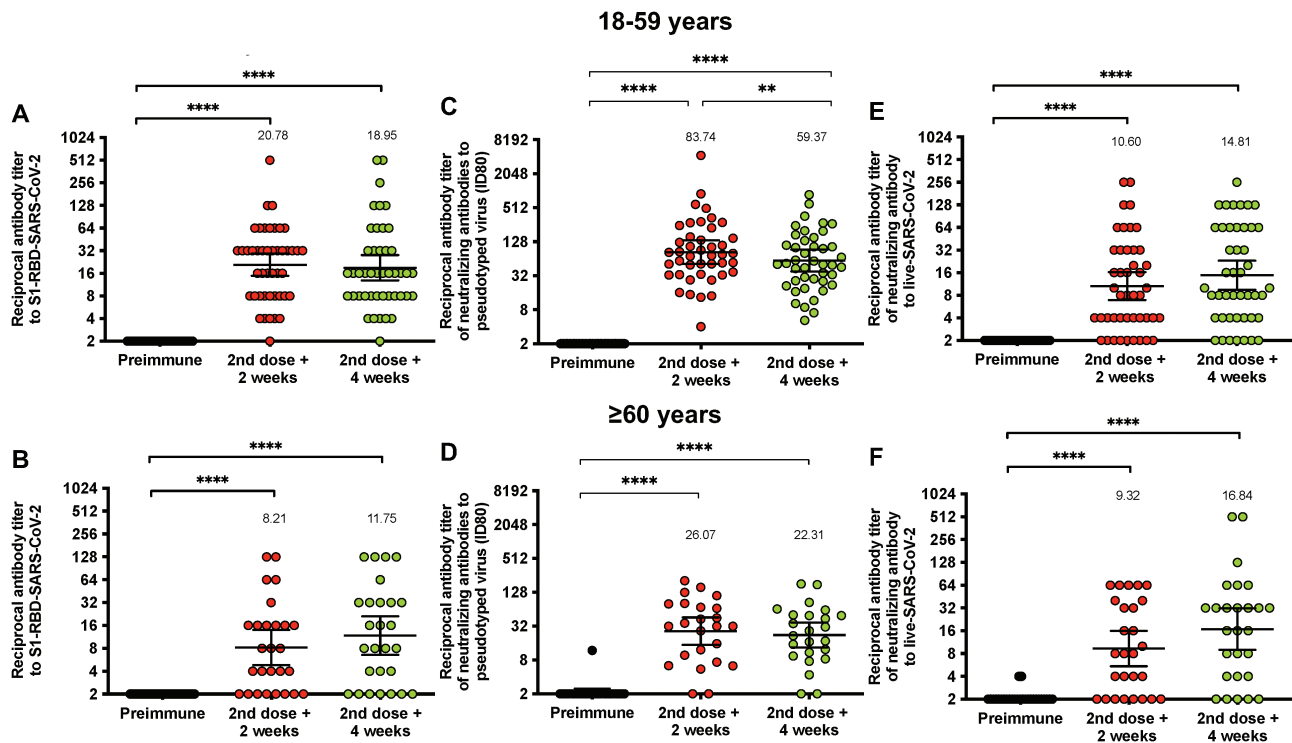 18-59 years
A
Reciprocal antibody titer
to S1-RBD-SARS-CoV-2
****
****
20.78
18.95
1024
512
256
128
64
32
16
8
4
2
Preimmune
2nd dose +
2 weeks
2nd dose +
4 weeks
C
Reciprocal antibody titer
of neutralizing antibodies to
pseudotyped virus (ID80)
****
****
**
83.74
59.37
8192
2048
512
128
32
8
2
Preimmune
2nd dose +
2 weeks
2nd dose +
4 weeks
E
Reciprocal antibody titer
of neutralizing antibody
to live-SARS-CoV-2
****
****
10.60
14.81
1024
512
256
128
64
32
16
8
4
2
Preimmune
2nd dose +
2 weeks
2nd dose +
4 weeks
≥60 years
B
Reciprocal antibody titer
to S1-RBD-SARS-CoV-2
****
****
8.21
11.75
1024
512
256
128
64
32
16
8
4
2
Preimmune
2nd dose +
2 weeks
2nd dose +
4 weeks
D
Reciprocal antibody titer
of neutralizing antibodies to
pseudotyped virus (ID80)
****
****
26.07
22.31
8192
2048
512
128
32
8
2
Preimmune
2nd dose +
2 weeks
2nd dose +
4 weeks
F
Reciprocal antibody titer
of neutralizing antibody
to live-SARS-CoV-2
****
****
9.32
16.84
1024
512
256
128
64
32
16
8
4
2
Preimmune
2nd dose +
2 weeks
2nd dose +
4 weeks